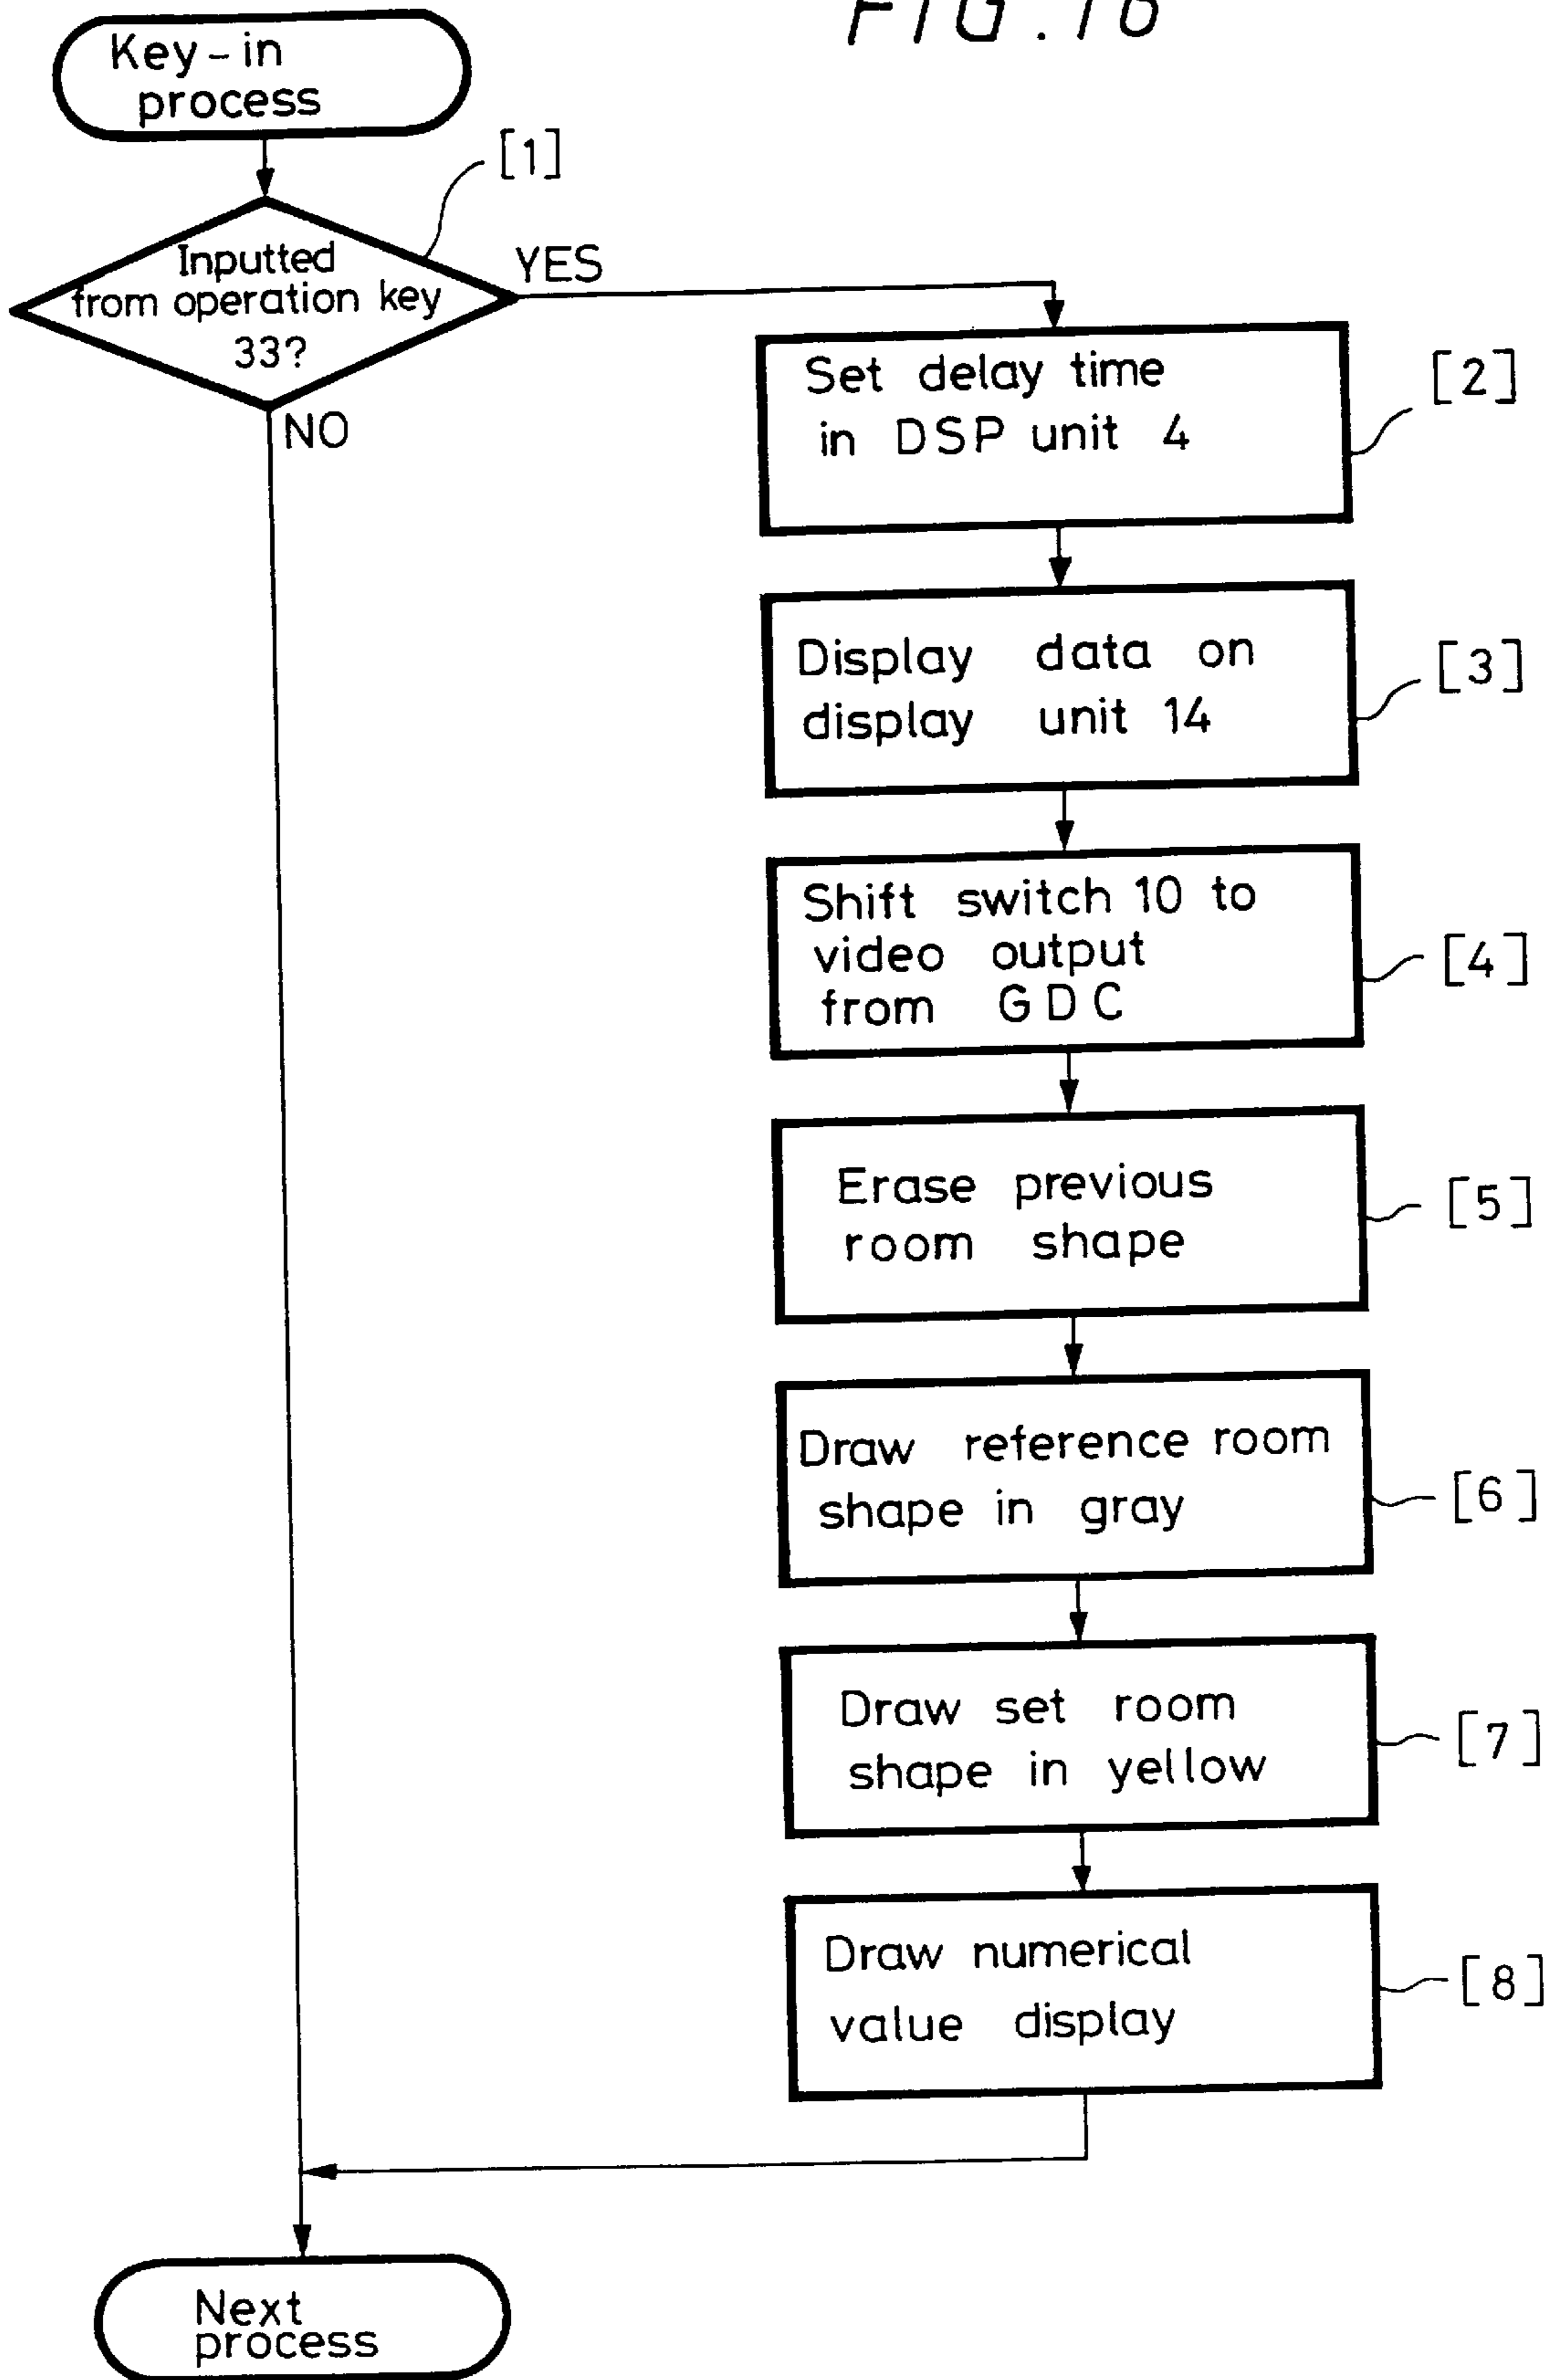 FIG. 16
Key-in
process
[1]
Inputted
from operation key
33?
YES
NO
Set delay time
in DSP unit 4
[2]
Display data on
display unit 14
[3]
Shift switch 10 to
video output
from GDC
[4]
Erase previous
room shape
[5]
Draw reference room
shape in gray
[6]
Draw set room
shape in yellow
[7]
Draw numerical
value display
[8]
Next
process